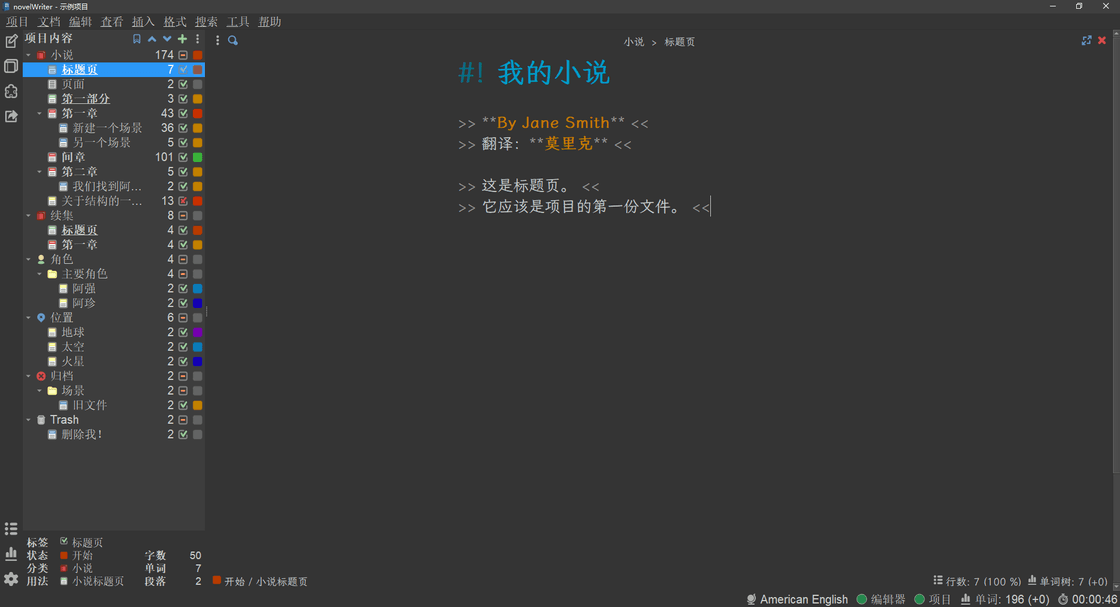 novelWriter - 示例项目
项目 文档 编辑 查看 插入 格式 搜索 工具 帮助
项目内容
小说 174
标题页 7
页面 2
第一部分 3
第一章 43
新建一个场景 36
另一个场景 5
间章 101
第二章 5
我们找到阿... 2
关于结构的一... 13
续集 8
标题页 4
第一章 4
角色 4
主要角色 4
阿强 2
阿珍 2
位置 6
地球 2
太空 2
火星 2
归档 2
场景 2
旧文件 2
Trash 2
删除我! 2
标签 标题页
状态 开始 字数 50
分类 小说 单词 7
用法 小说标题页 段落 2
小说 > 标题页
#! 我的小说
>> **By Jane Smith** <<
>> 翻译：**莫里克** <<
>> 这是标题页。 <<
>> 它应该是项目的第一份文件。 <<
开始 / 小说标题页
行数: 7 (100 %) 单词树: 7 (+0)
American English 编辑器 项目 单词: 196 (+0) 00:00:46